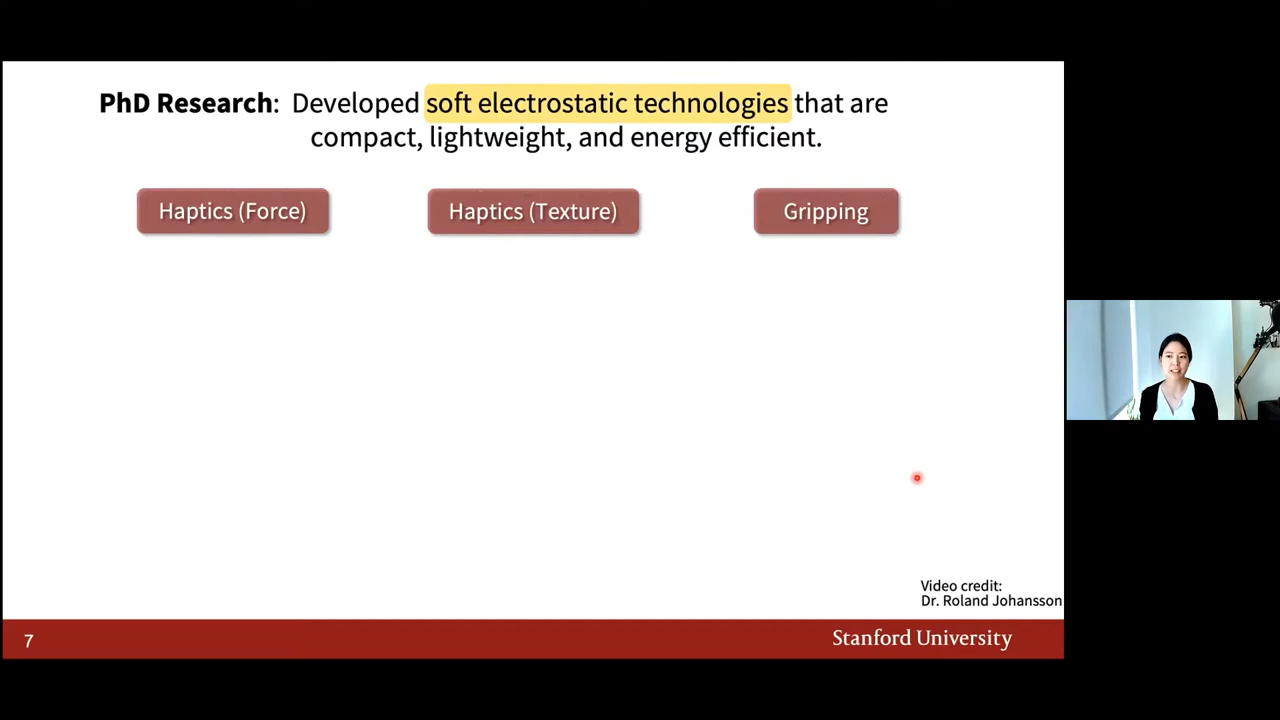 PhD Research: Developed soft electrostatic technologies that are
compact, lightweight, and energy efficient.
Haptics (Force)
Haptics (Texture)
Gripping
Video credit:
Dr. Roland Johansson
7
Stanford University